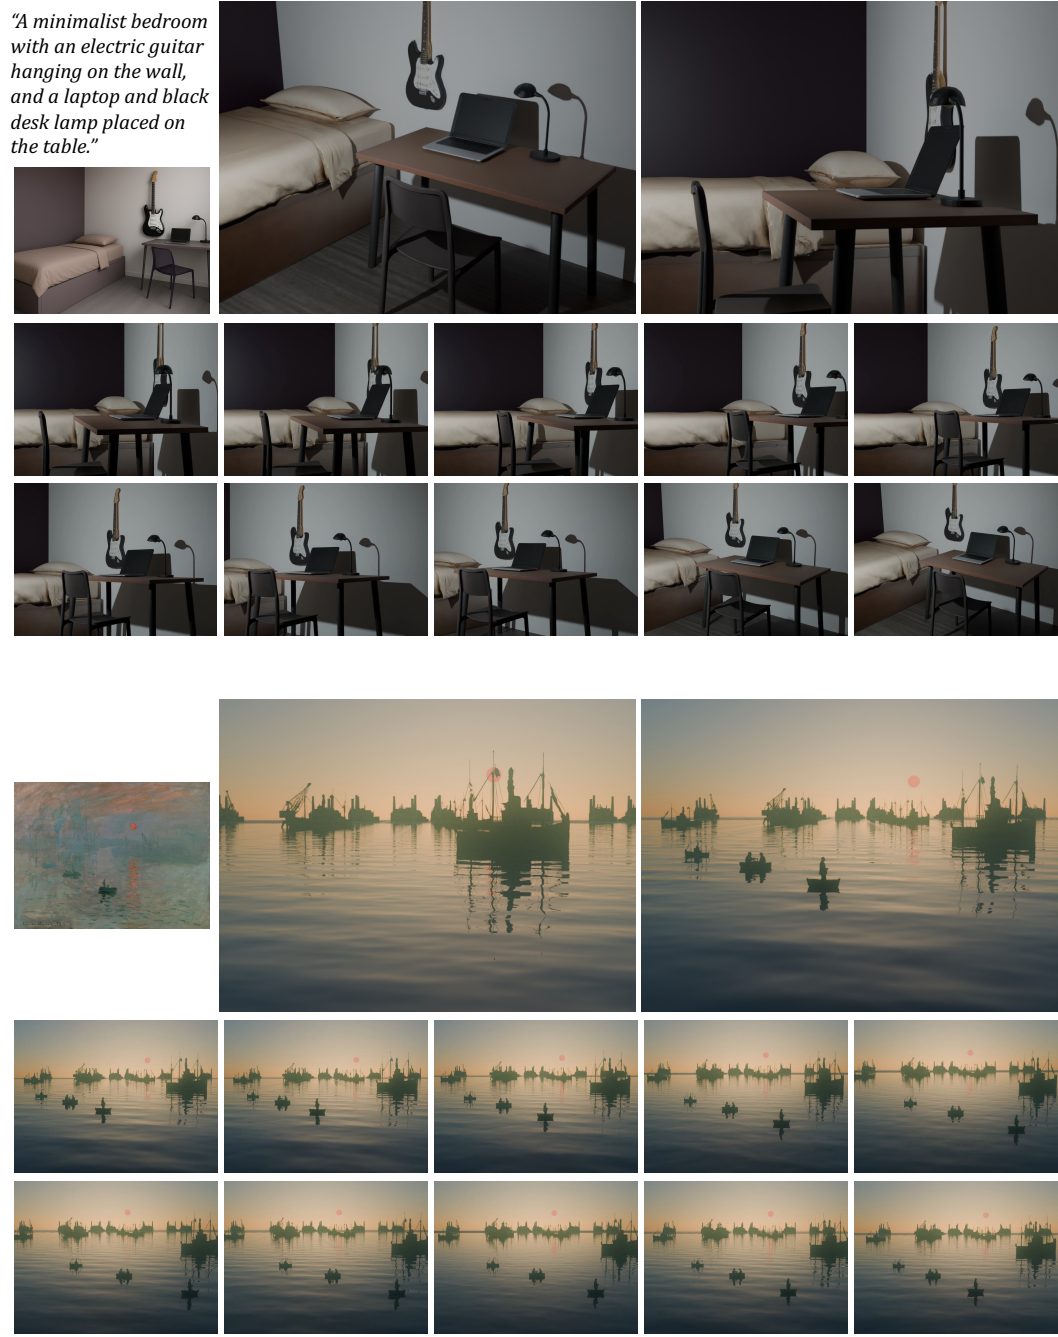 “A minimalist bedroom
with an electric guitar
hanging on the wall,
and a laptop and black
desk lamp placed on
the table.”